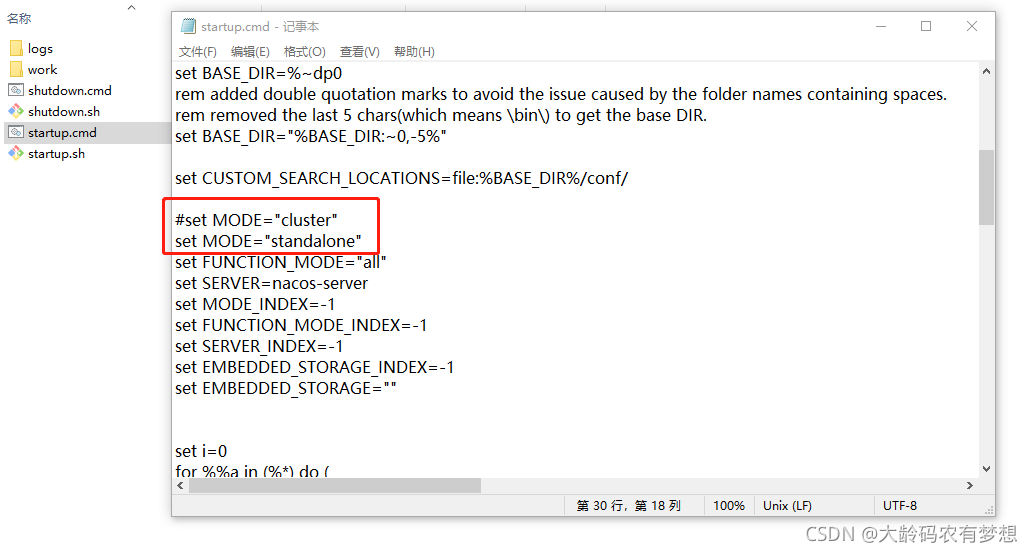 名称
logs
work
shutdown.cmd
shutdown.sh
startup.cmd
startup.sh
startup.cmd - 记事本
文件(F) 编辑(E) 格式(O) 查看(V) 帮助(H)
set BASE_DIR=%~dp0
rem added double quotation marks to avoid the issue caused by the folder names containing spaces.
rem removed the last 5 chars(which means \bin\) to get the base DIR.
set BASE_DIR="%BASE_DIR:~0,-5%"
set CUSTOM_SEARCH_LOCATIONS=file:%BASE_DIR%/conf/
#set MODE="cluster"
set MODE="standalone"
set FUNCTION_MODE="all"
set SERVER=nacos-server
set MODE_INDEX=-1
set FUNCTION_MODE_INDEX=-1
set SERVER_INDEX=-1
set EMBEDDED_STORAGE_INDEX=-1
set EMBEDDED_STORAGE=""
set i=0
for %%a in (%*) do (
第 30 行，第 18 列 100% Unix (LF) UTF-8
CSDN @大龄码农有梦想